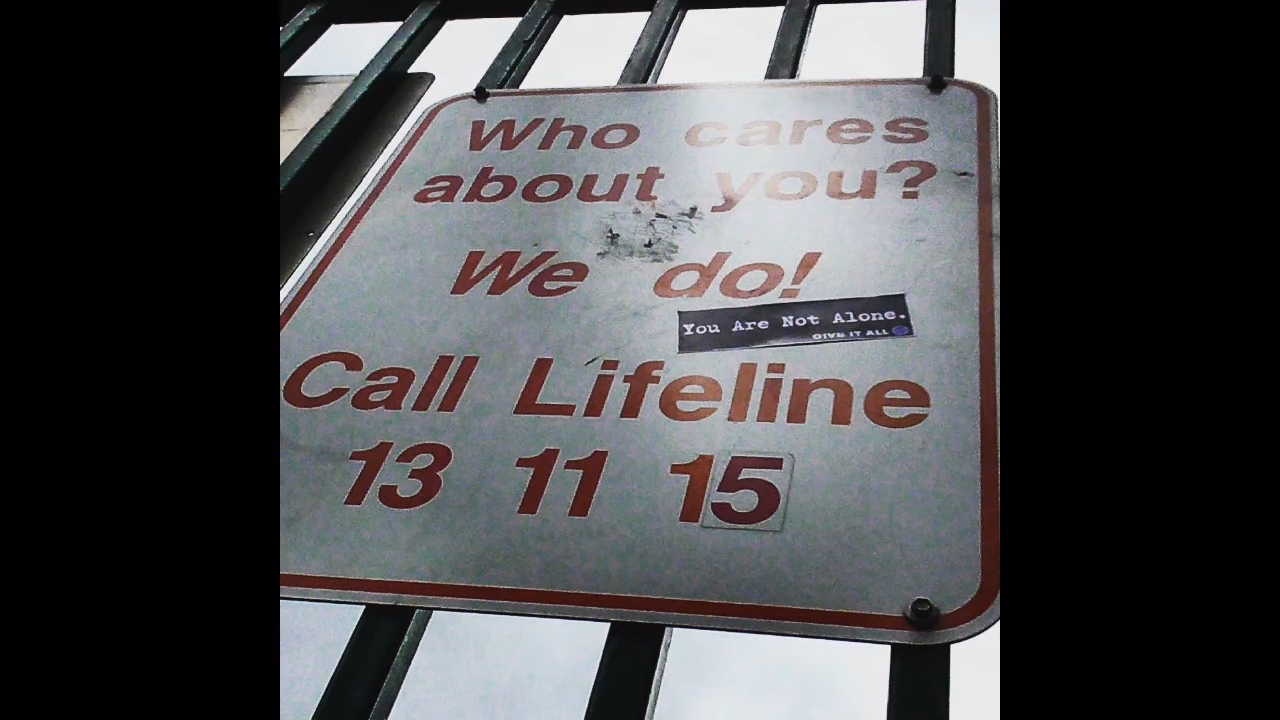 Who cares
about you?
We do!
You Are Not Alone.
GIVE IT ALL
Call Lifeline
13 11 15